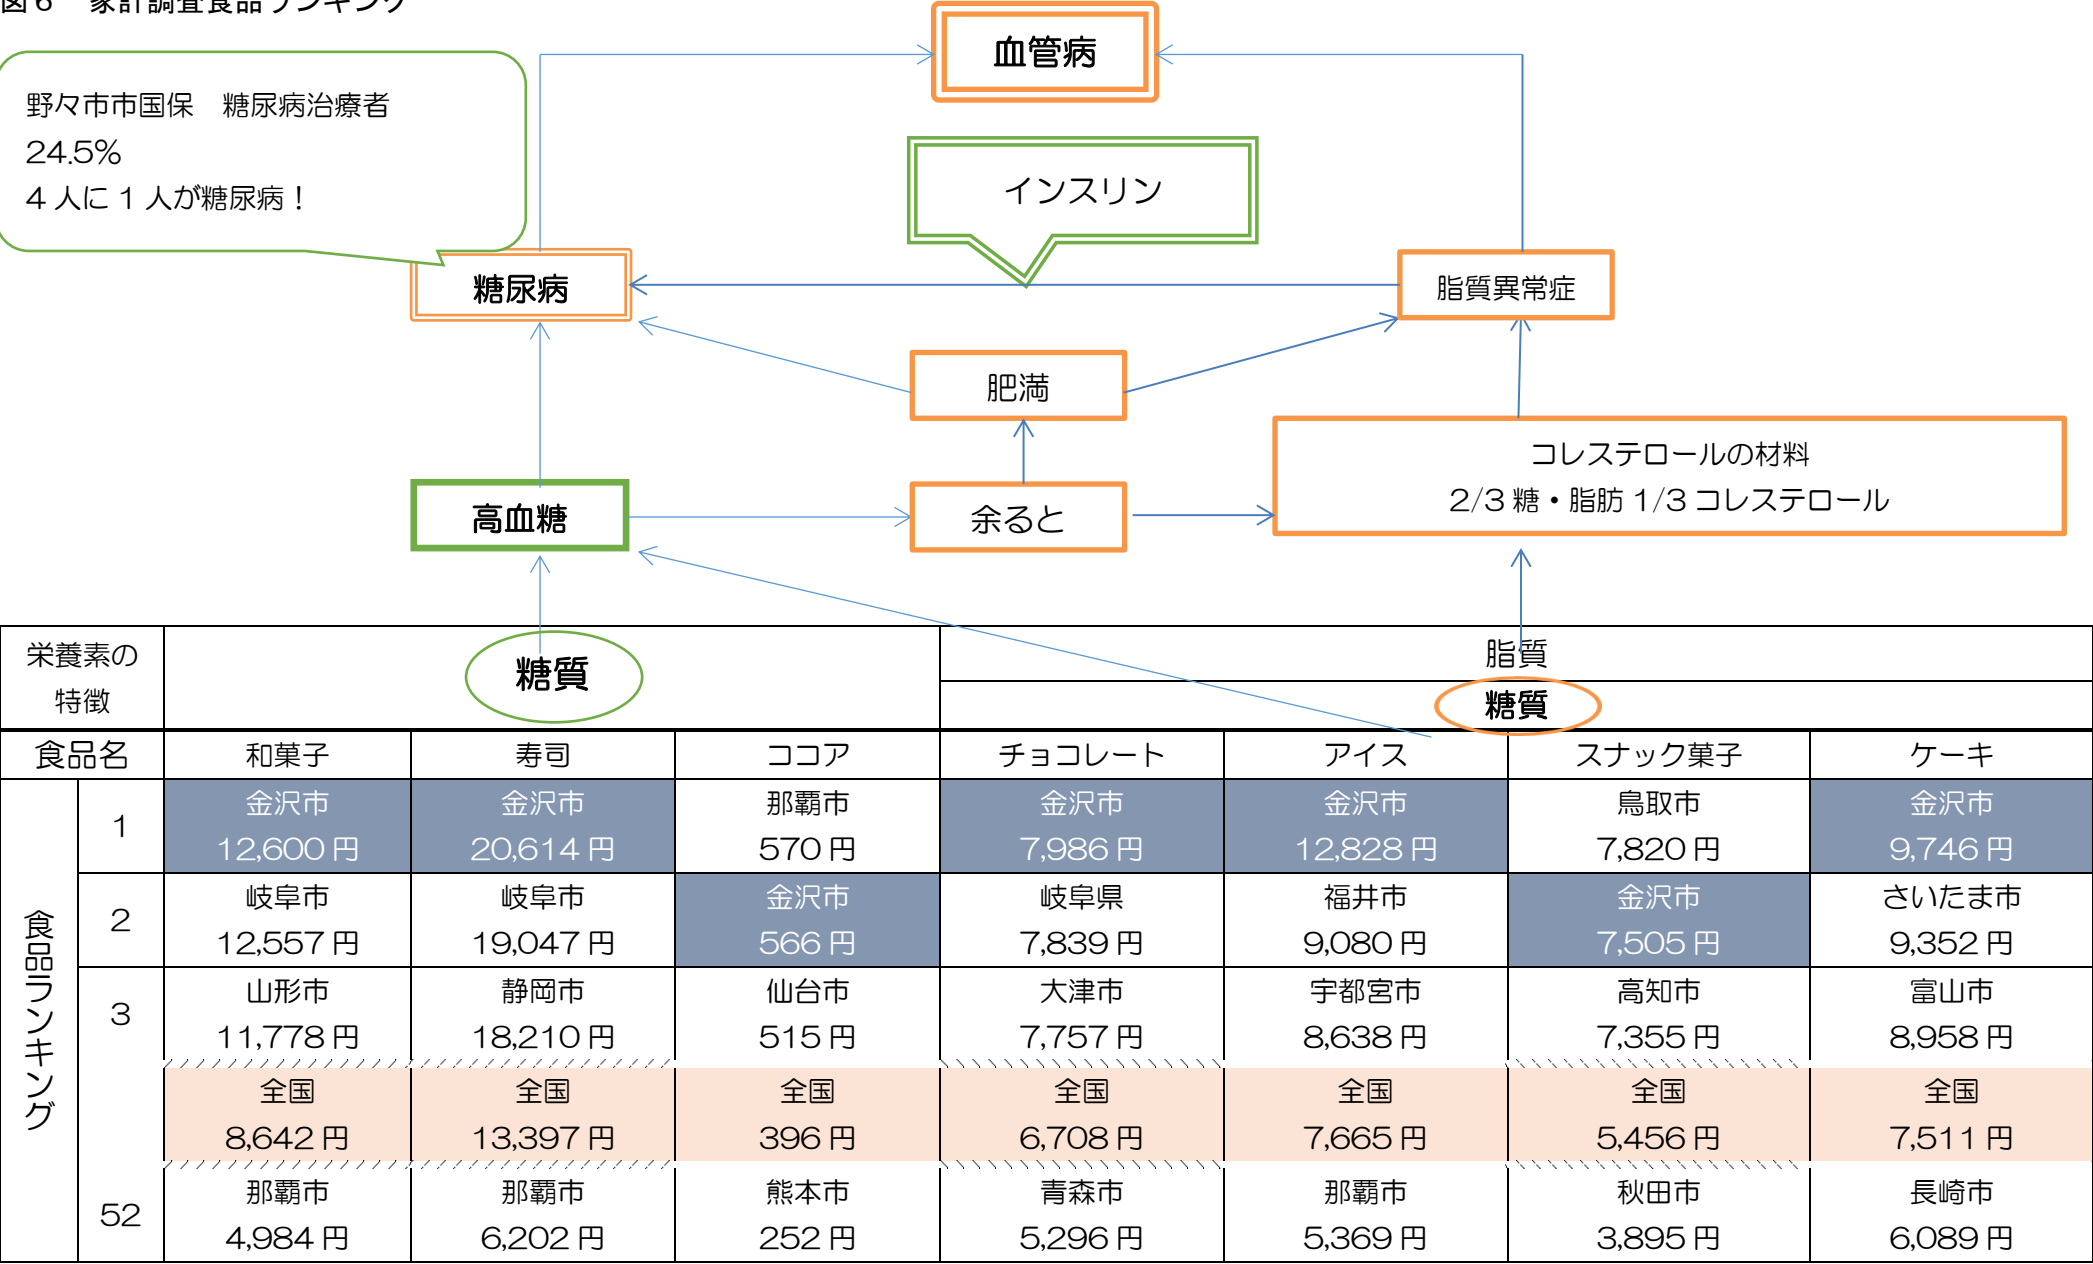 図6 家計調査食品ランキング
血管病
野々市市国保 糖尿病治療者
24.5%
4人に1人が糖尿病!
インスリン
糖尿病
脂質異常症
肥満
コレステロールの材料
2/3糖・脂肪1/3コレステロール
高血糖
余ると
栄養素の
特徴
糖質
脂質
糖質
食品名 和菓子 寿司 ココア チョコレート アイス スナック菓子 ケーキ
食品ランキング
1
金沢市 金沢市 那覇市 金沢市 金沢市 鳥取市 金沢市
12,600円 20,614円 570円 7,986円 12,828円 7,820円 9,746円
2
岐阜市 岐阜市 金沢市 岐阜県 福井市 金沢市 さいたま市
12,557円 19,047円 566円 7,839円 9,080円 7,505円 9,352円
3
山形市 静岡市 仙台市 大津市 宇都宮市 高知市 富山市
11,778円 18,210円 515円 7,757円 8,638円 7,355円 8,958円
全国 全国 全国 全国 全国 全国 全国
8,642円 13,397円 396円 6,708円 7,665円 5,456円 7,511円
52
那覇市 那覇市 熊本市 青森市 那覇市 秋田市 長崎市
4,984円 6,202円 252円 5,296円 5,369円 3,895円 6,089円